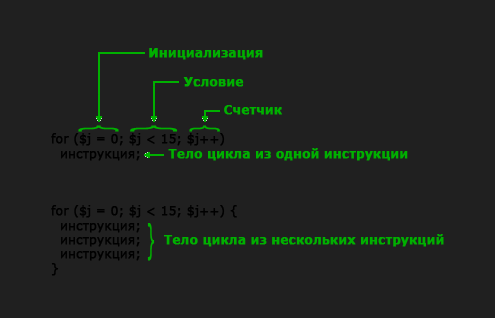 Инициализация
Условие
Счетчик
for ($j = 0; $j < 15; $j++)
инструкция;
Тело цикла из одной инструкции
for ($j = 0; $j < 15; $j++) {
инструкция;
инструкция;
инструкция;
Тело цикла из нескольких инструкций
}